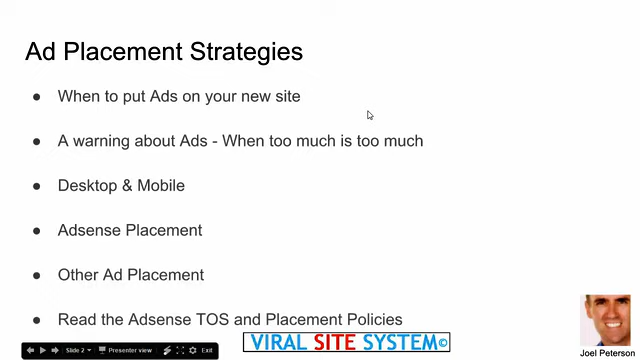 Ad Placement Strategies
● When to put Ads on your new site
● A warning about Ads - When too much is too much
● Desktop & Mobile
● Adsense Placement
● Other Ad Placement
● Read the Adsense TOS and Placement Policies
Slide 2 Presenter view Exit
VIRAL SITE SYSTEM©
Joel Peterson